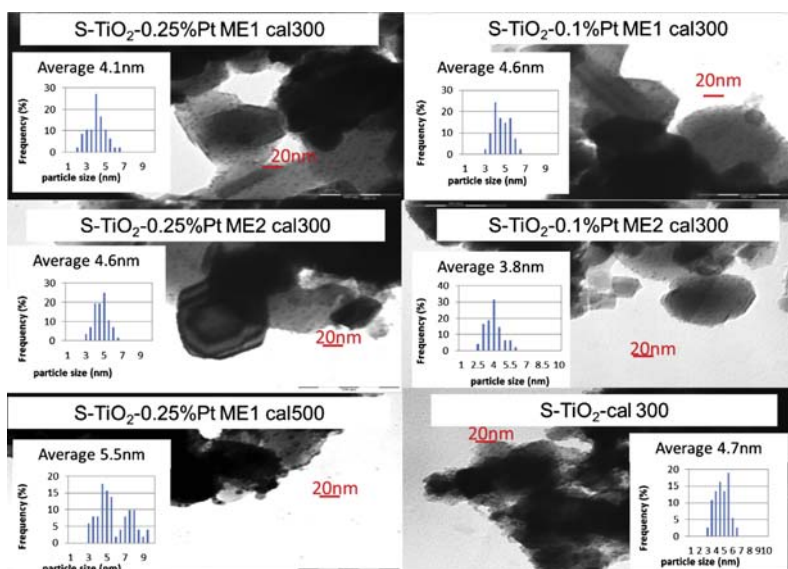 S-TiO₂-0.25%Pt ME1 cal300
Average 4.1nm
Frequency (%)
30
20
10
0
1 3 5 7 9
particle size (nm)
20nm
S-TiO₂-0.1%Pt ME1 cal300
Average 4.6nm
Frequency (%)
30
20
10
0
1 3 5 7 9
particle size (nm)
20nm
S-TiO₂-0.25%Pt ME2 cal300
Average 4.6nm
Frequency (%)
30
20
10
0
1 3 5 7 9
particle size (nm)
20nm
S-TiO₂-0.1%Pt ME2 cal300
Average 3.8nm
Frequency (%)
40
30
20
10
0
1 2.5 4 5.5 7 8.5 10
particle size (nm)
20nm
S-TiO₂-0.25%Pt ME1 cal500
Average 5.5nm
Frequency (%)
20
15
10
5
0
1 3 5 7 9
particle size (nm)
20nm
S-TiO₂-cal 300
20nm
Average 4.7nm
Frequency (%)
20
15
10
5
0
1 2 3 4 5 6 7 8 910
particle size (nm)